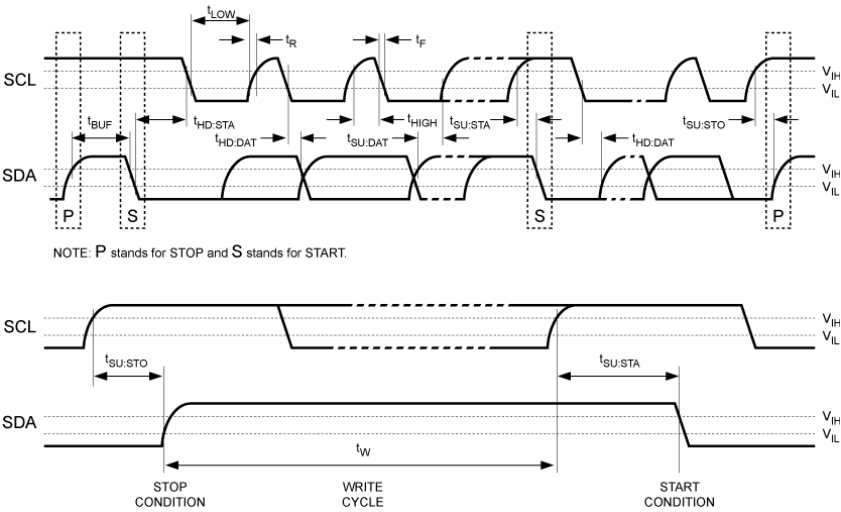 tLOW
tR
tF
SCL
VIH
VIL
tBUF
tHD:STA
tHD:DAT
tSU:DAT
tHIGH
tSU:STA
tHD:DAT
tSU:STO
SDA
VIH
VIL
P
S
S
P
NOTE: P stands for STOP and S stands for START.
SCL
VIH
VIL
tSU:STO
tSU:STA
SDA
VIH
VIL
tW
STOP
CONDITION
WRITE
CYCLE
START
CONDITION